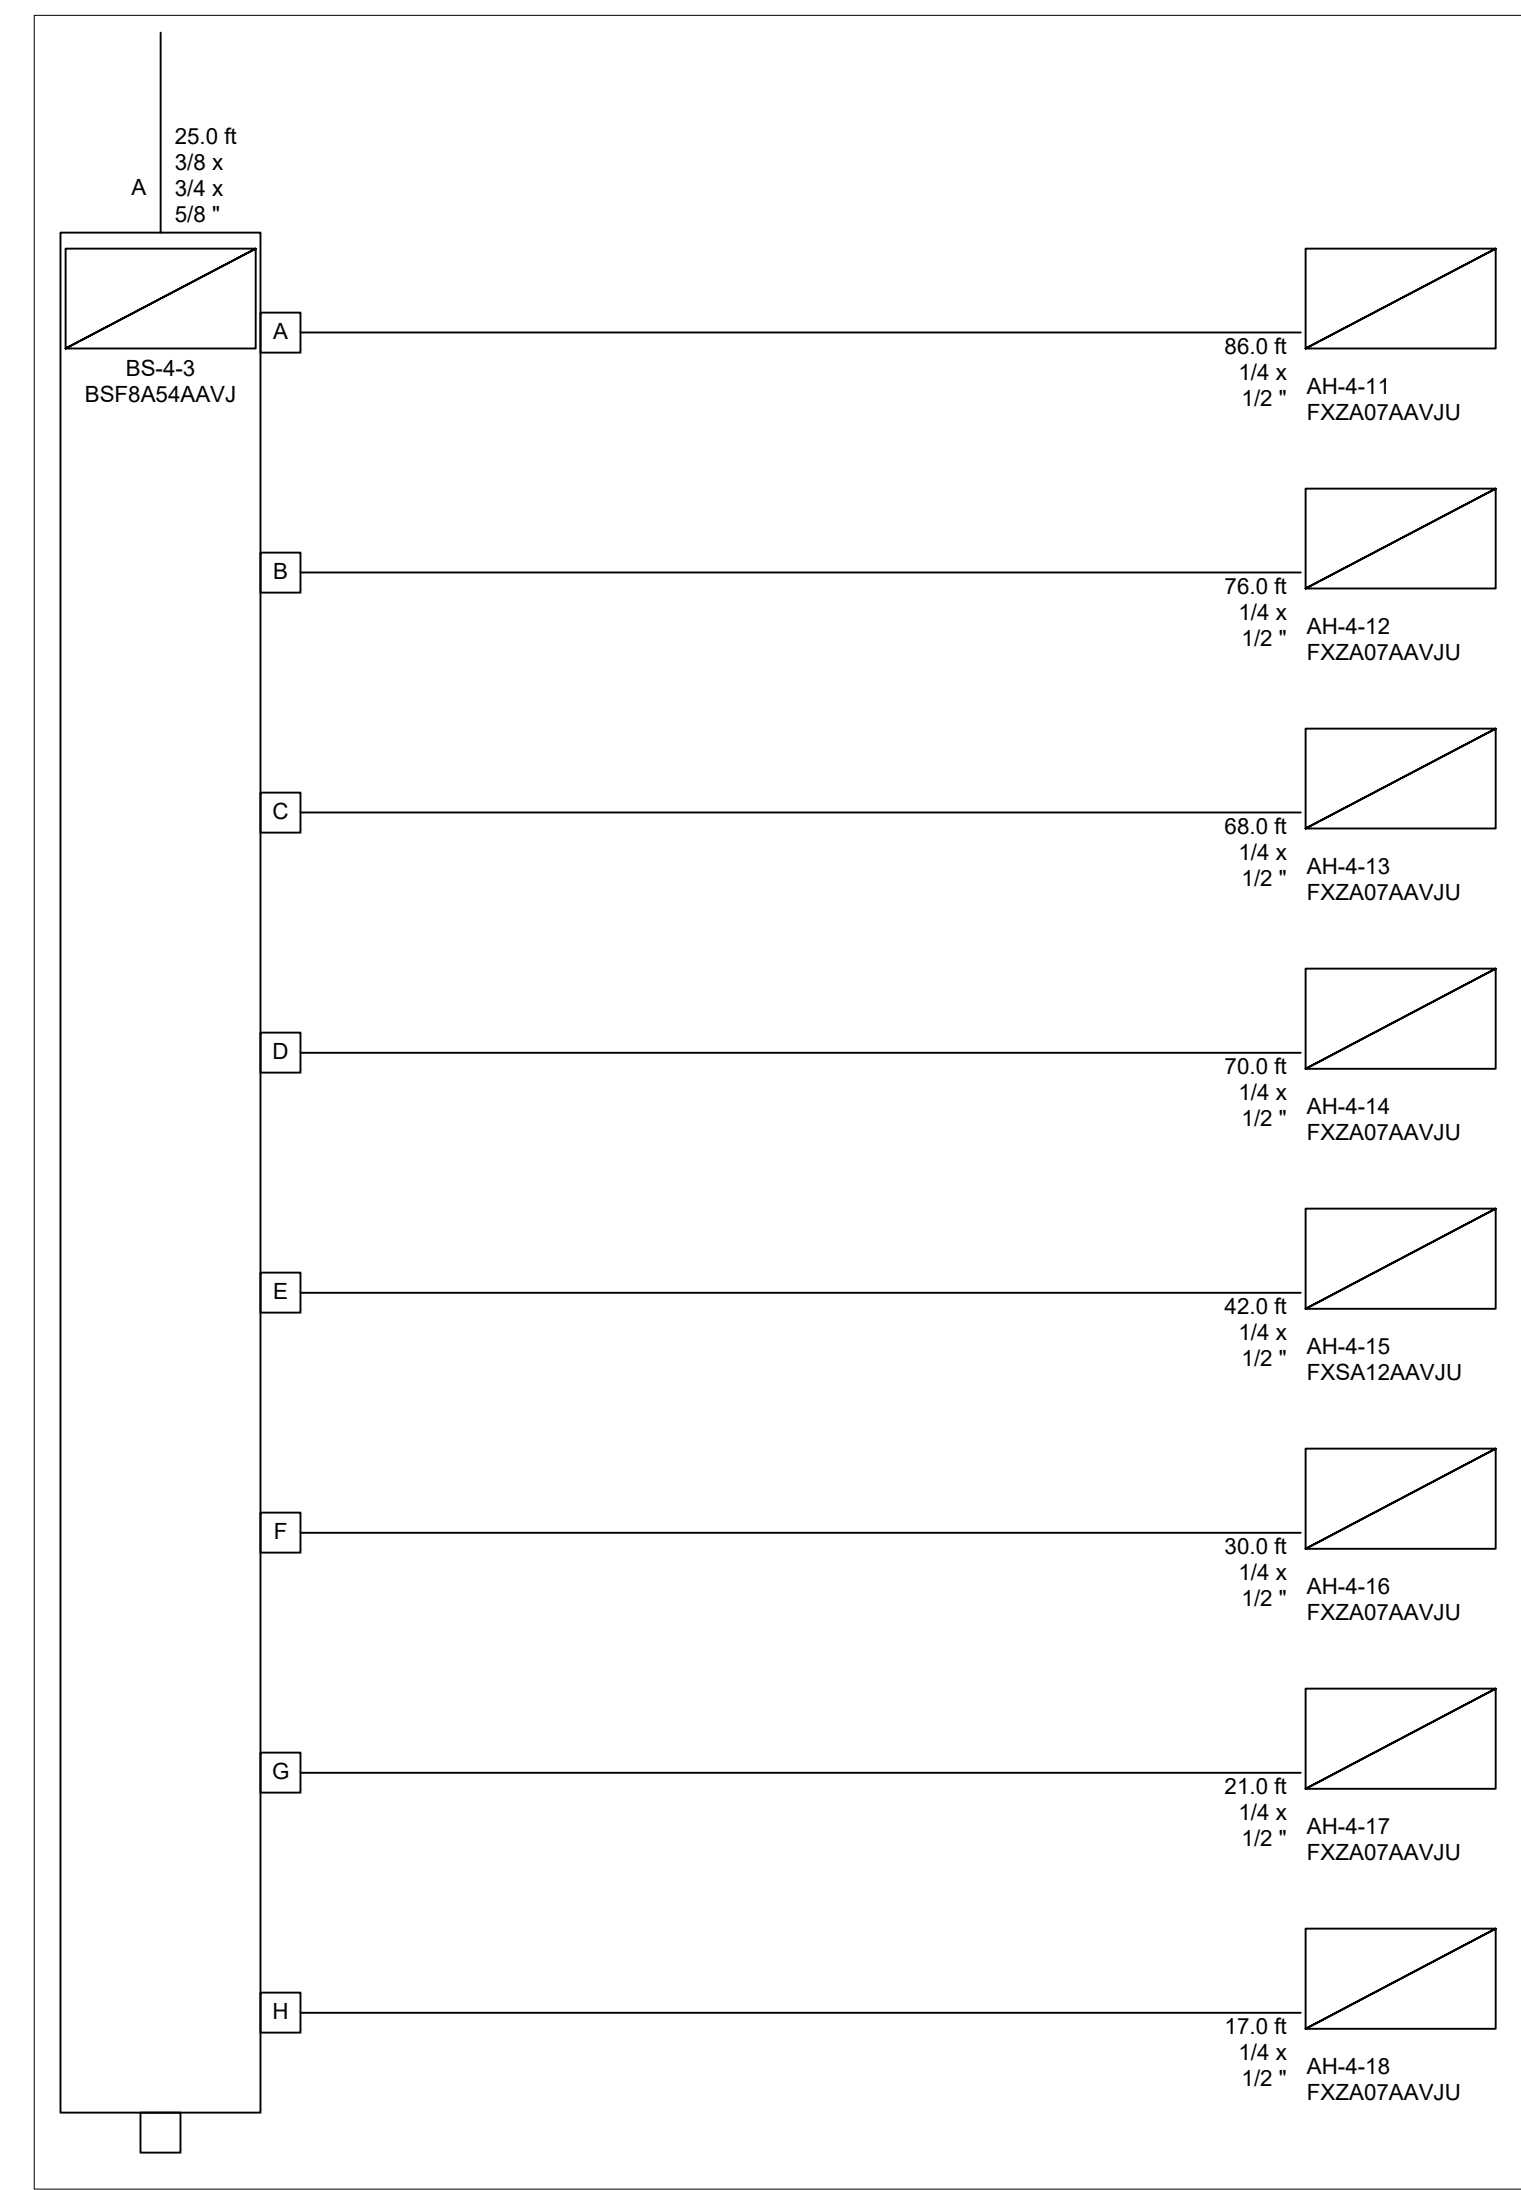 25.0 ft
3/8 x
A
3/4 x
5/8 "
BS-4-3
BSF8A54AAVJ
A
86.0 ft
1/4 x
1/2 "
AH-4-11
FXZA07AAVJU
B
76.0 ft
1/4 x
1/2 "
AH-4-12
FXZA07AAVJU
C
68.0 ft
1/4 x
1/2 "
AH-4-13
FXZA07AAVJU
D
70.0 ft
1/4 x
1/2 "
AH-4-14
FXZA07AAVJU
E
42.0 ft
1/4 x
1/2 "
AH-4-15
FXSA12AAVJU
F
30.0 ft
1/4 x
1/2 "
AH-4-16
FXZA07AAVJU
G
21.0 ft
1/4 x
1/2 "
AH-4-17
FXZA07AAVJU
H
17.0 ft
1/4 x
1/2 "
AH-4-18
FXZA07AAVJU